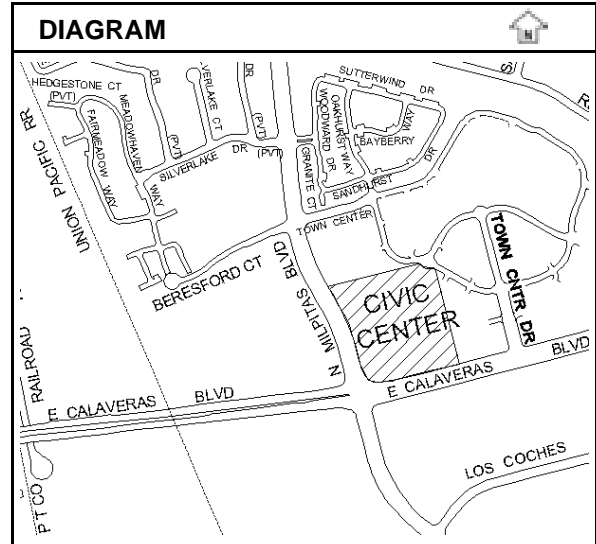 DIAGRAM
N
HEDGESTONE CT
(PVT)
MEADOWHAVEN
WAY
FAIRMEADOW WAY
DR
(PVT)
VERLAKE CT
DR
(PVT)
SILVERLAKE DR
SUTTERWIND DR
OAKHURST WAY
WOODWARD DR
BAYBERRY
WAY
GRANITE CT
SANDHURST
DR
TOWN CENTER
UNION PACIFIC RR
BERESFORD CT
N MILPITAS BLVD
CIVIC
CENTER
TOWN CNTR DR
RAILROAD
E CALAVERAS BLVD
E CALAVERAS BLVD
LOS COCHES
P T CO